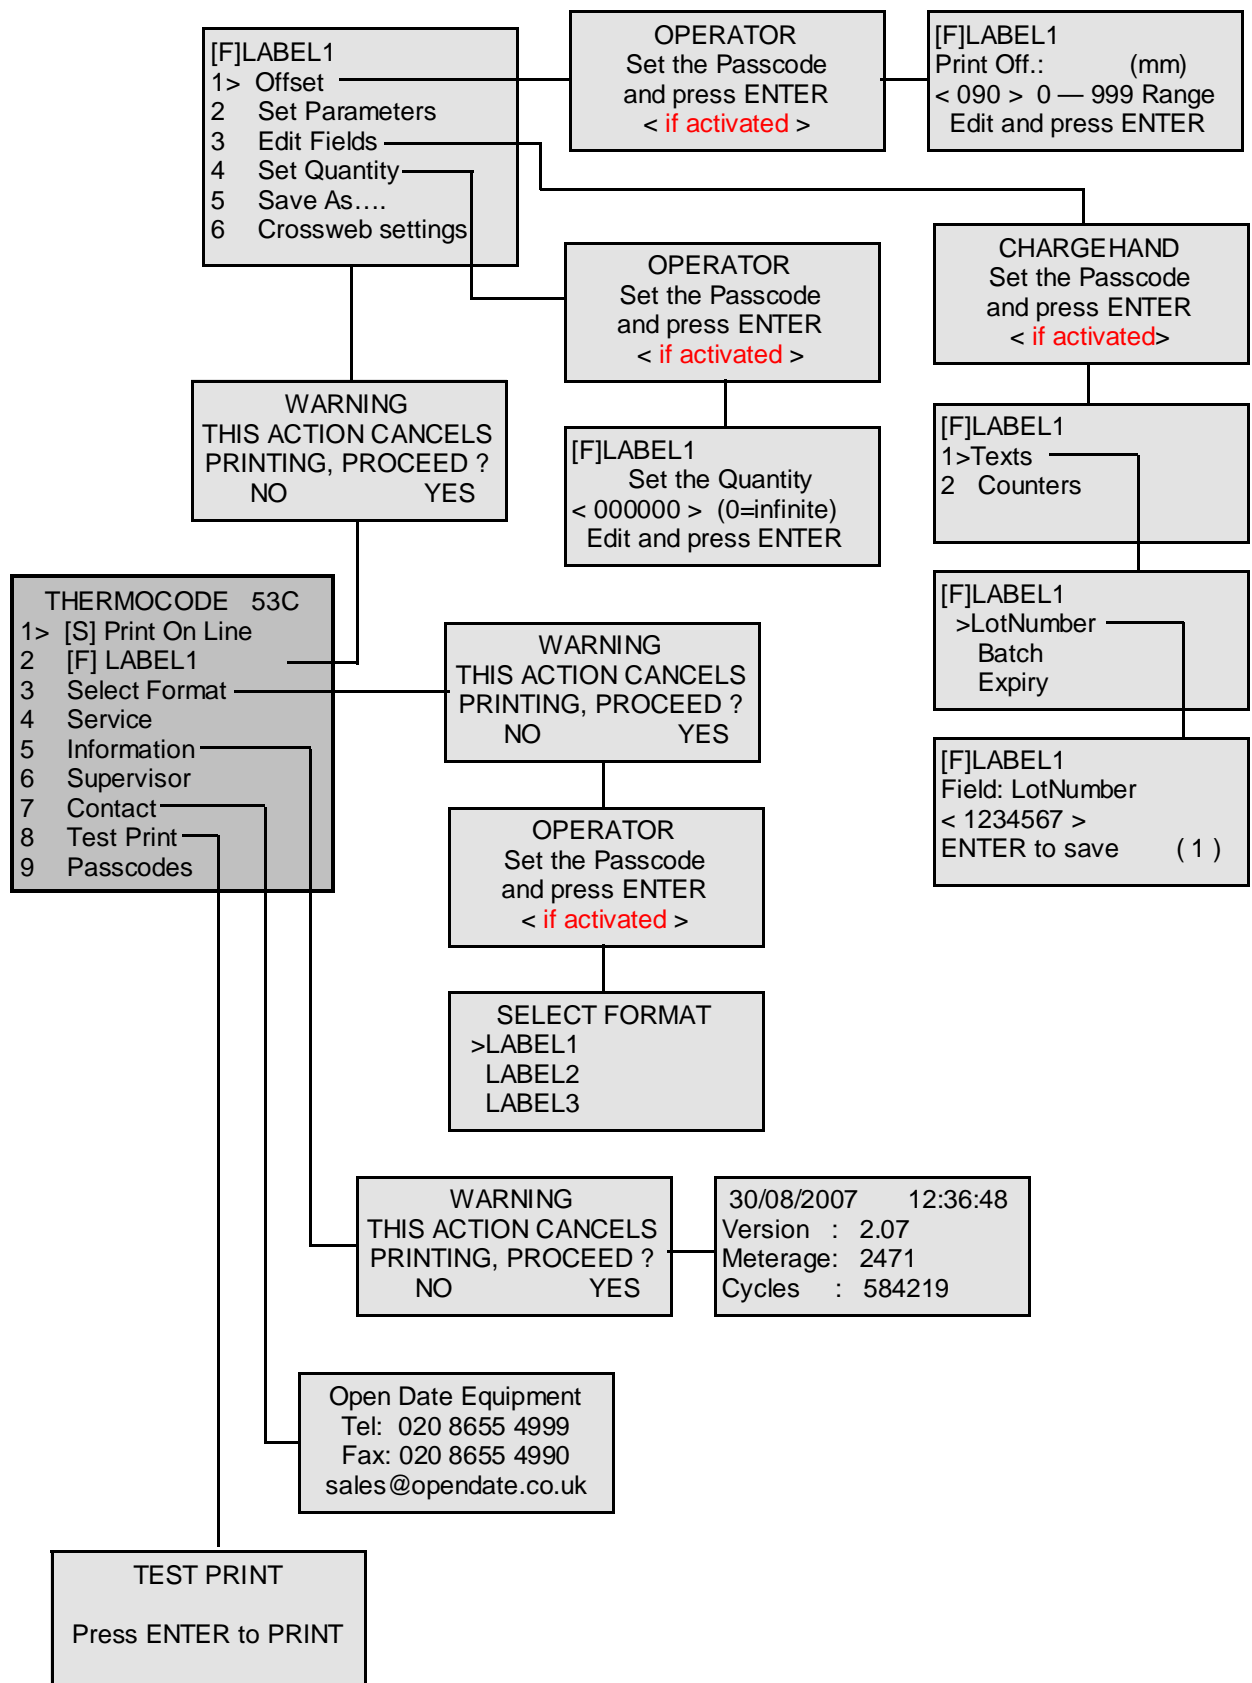 [F]LABEL1
1> Offset
2 Set Parameters
3 Edit Fields
4 Set Quantity
5 Save As....
6 Crossweb settings
OPERATOR
Set the Passcode
and press ENTER
< if activated >
[F]LABEL1
Print Off.: (mm)
< 090 > 0 — 999 Range
Edit and press ENTER
OPERATOR
Set the Passcode
and press ENTER
< if activated >
CHARGEHAND
Set the Passcode
and press ENTER
< if activated>
WARNING
THIS ACTION CANCELS
PRINTING, PROCEED ?
NO YES
[F]LABEL1
Set the Quantity
< 000000 > (0=infinite)
Edit and press ENTER
[F]LABEL1
1>Texts
2 Counters
[F]LABEL1
>LotNumber
Batch
Expiry
[F]LABEL1
Field: LotNumber
< 1234567 >
ENTER to save ( 1 )
THERMOCODE 53C
1> [S] Print On Line
2 [F] LABEL1
3 Select Format
4 Service
5 Information
6 Supervisor
7 Contact
8 Test Print
9 Passcodes
WARNING
THIS ACTION CANCELS
PRINTING, PROCEED ?
NO YES
OPERATOR
Set the Passcode
and press ENTER
< if activated >
SELECT FORMAT
>LABEL1
LABEL2
LABEL3
WARNING
THIS ACTION CANCELS
PRINTING, PROCEED ?
NO YES
30/08/2007 12:36:48
Version : 2.07
Meterage: 2471
Cycles : 584219
Open Date Equipment
Tel: 020 8655 4999
Fax: 020 8655 4990
sales@opendate.co.uk
TEST PRINT
Press ENTER to PRINT